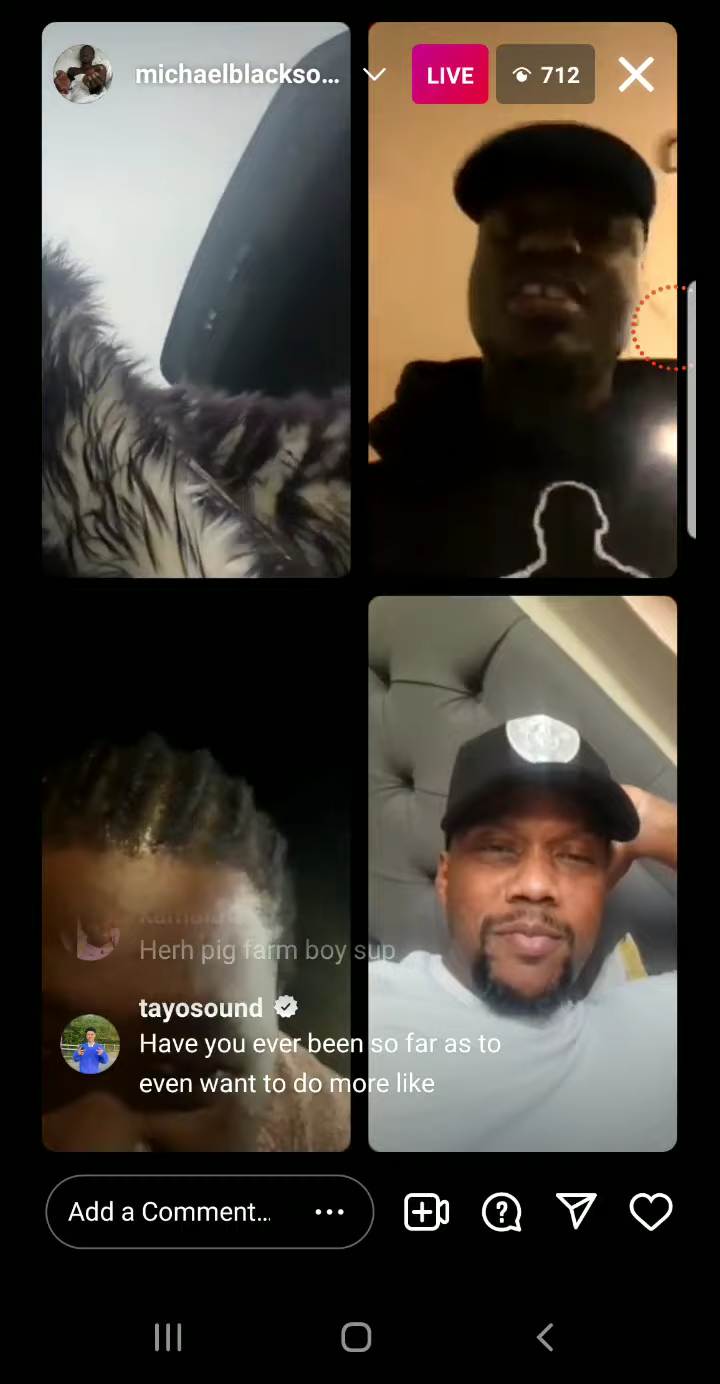 michaelblackso...
LIVE
712
Herh pig farm boy sup
tayosound
Have you ever been so far as to
even want to do more like
Add a Comment...